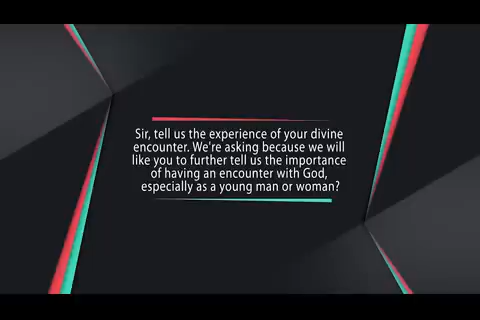 Sir, tell us the experience of your divine
encounter. We're asking because we will
like you to further tell us the importance
of having an encounter with God,
especially as a young man or woman?